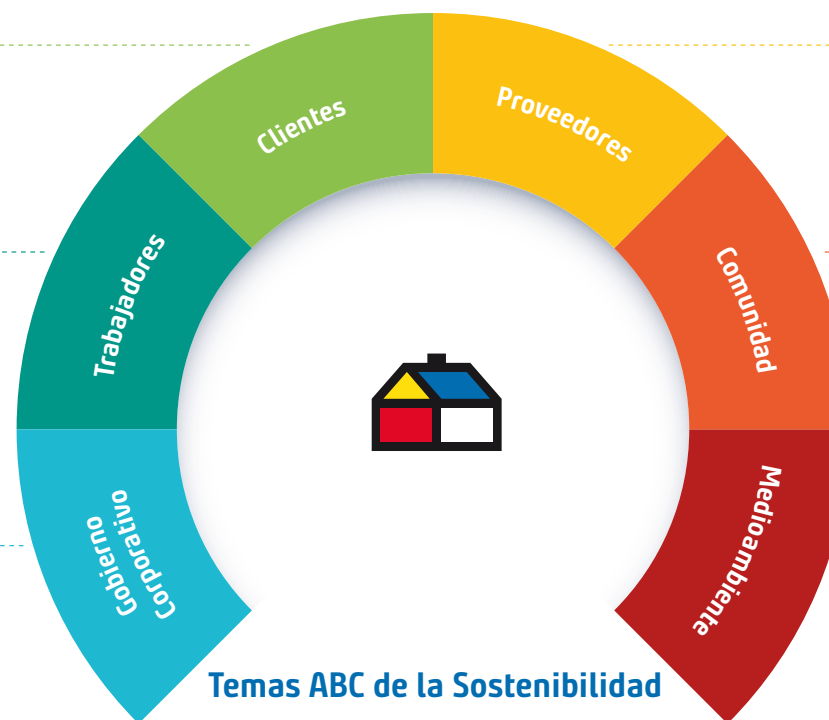 Clientes
Proveedores
Trabajadores
Comunidad
Gobierno
Corporativo
Medioambiente
Temas ABC de la Sostenibilidad